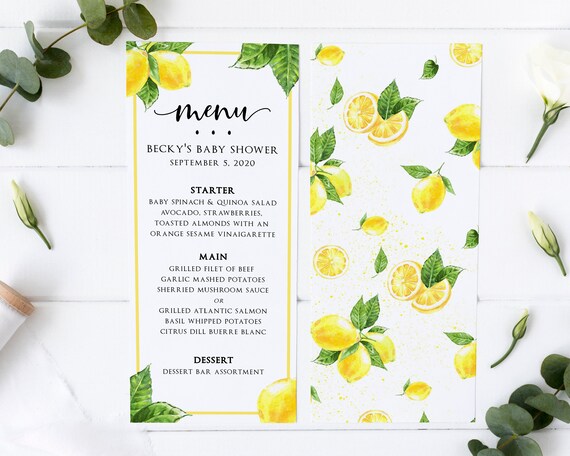 menu
BECKY'S BABY SHOWER
SEPTEMBER 5, 2020
STARTER
BABY SPINACH & QUINOA SALAD
AVOCADO, STRAWBERRIES,
TOASTED ALMONDS WITH AN
ORANGE SESAME VINAIGARETTE
MAIN
GRILLED FILET OF BEEF
GARLIC MASHED POTATOES
SHERRIED MUSHROOM SAUCE
OR
GRILLED ATLANTIC SALMON
BASIL WHIPPED POTATOES
CITRUS DILL BUERRE BLANC
DESSERT
DESSERT BAR ASSORTMENT